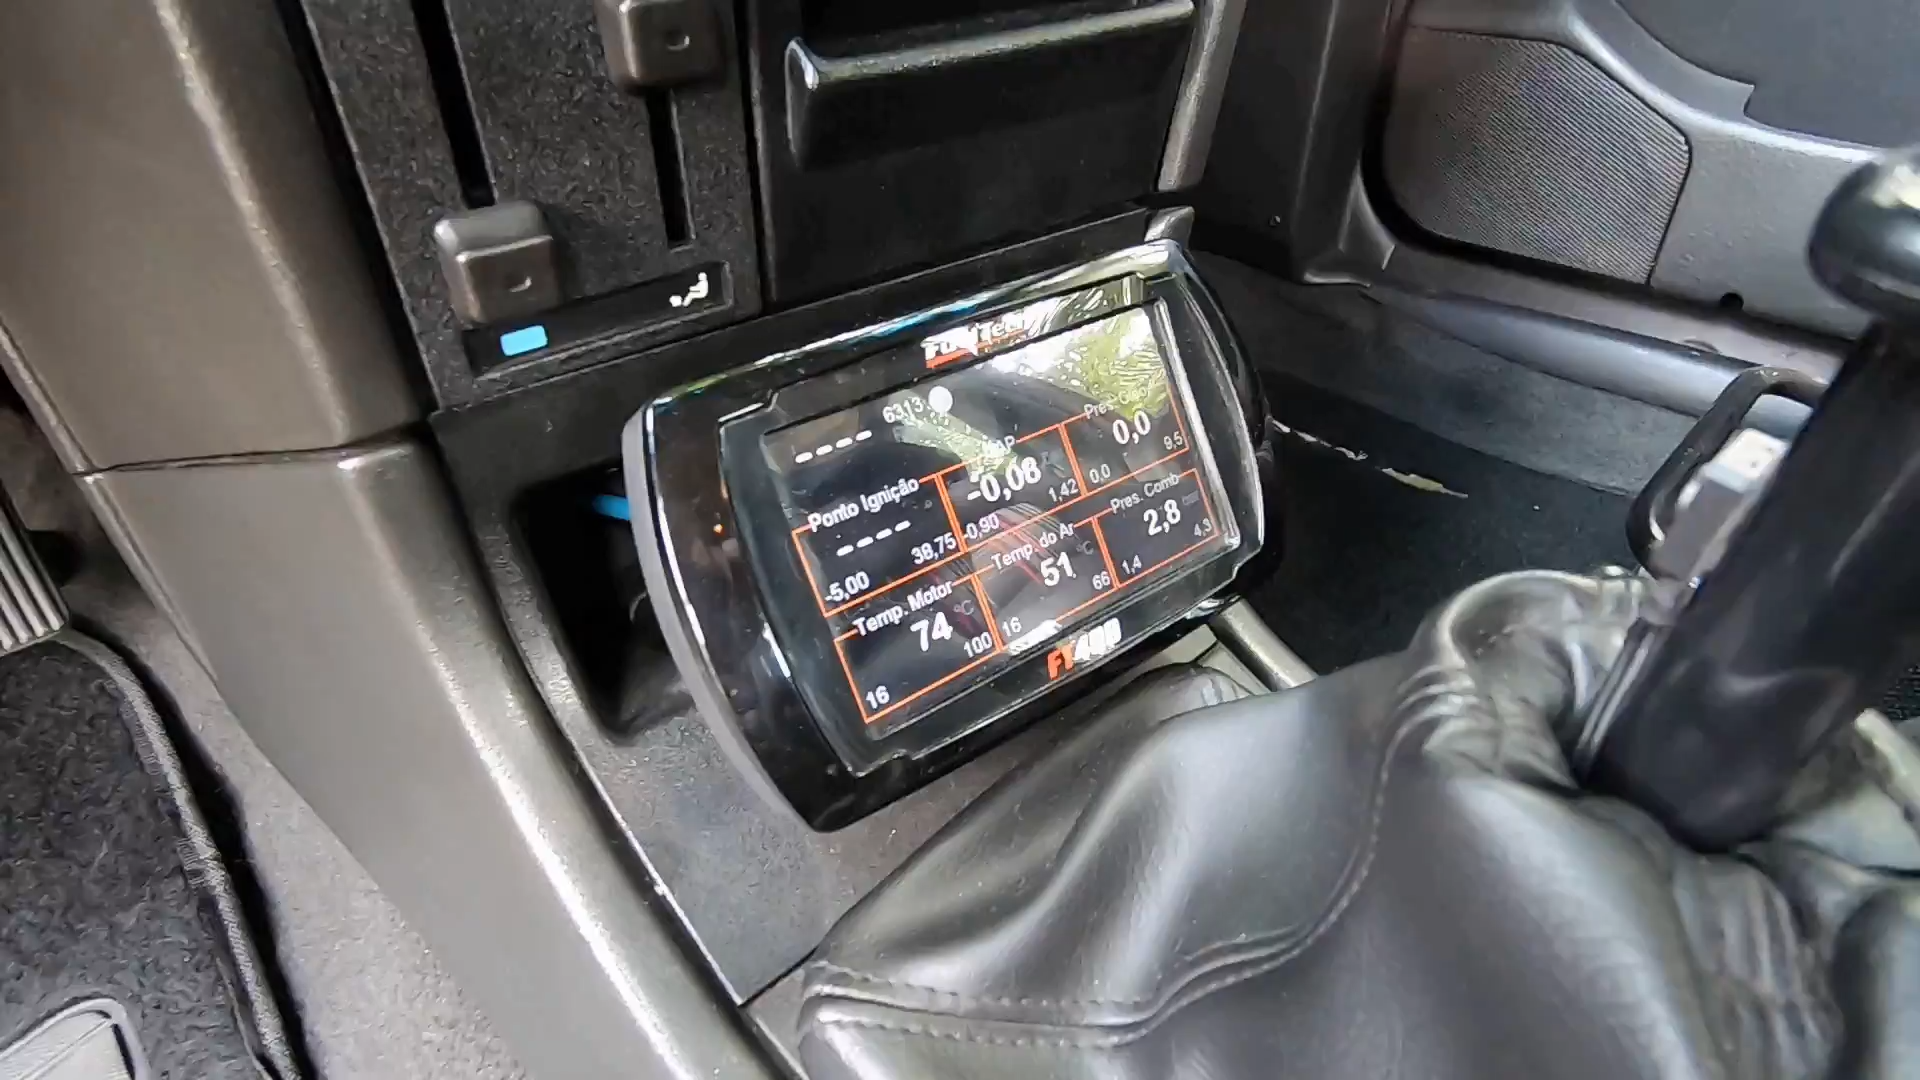 FuelTech
6313
----
Ponto Ignição
----
-5,00 38,75
MAP
-0,08
-0,90 1,42
Pres. Óleo
0,0
0,0 9,5
Temp. Motor
74 °C
16 100
Temp. do Ar
51 °C
16 66
Pres. Comb
2,8 bar
1,4 4,3
FT400